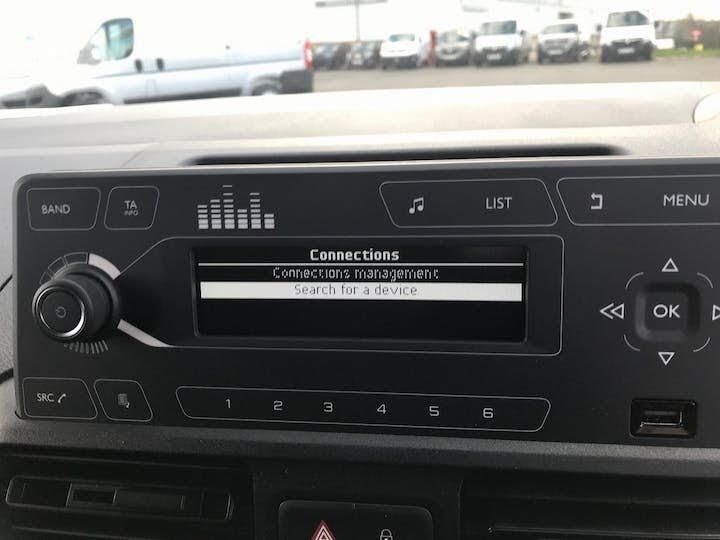 BAND
TA
INFO
LIST
MENU
Connections
Connections management
Search for a device
OK
SRC
1 2 3 4 5 6